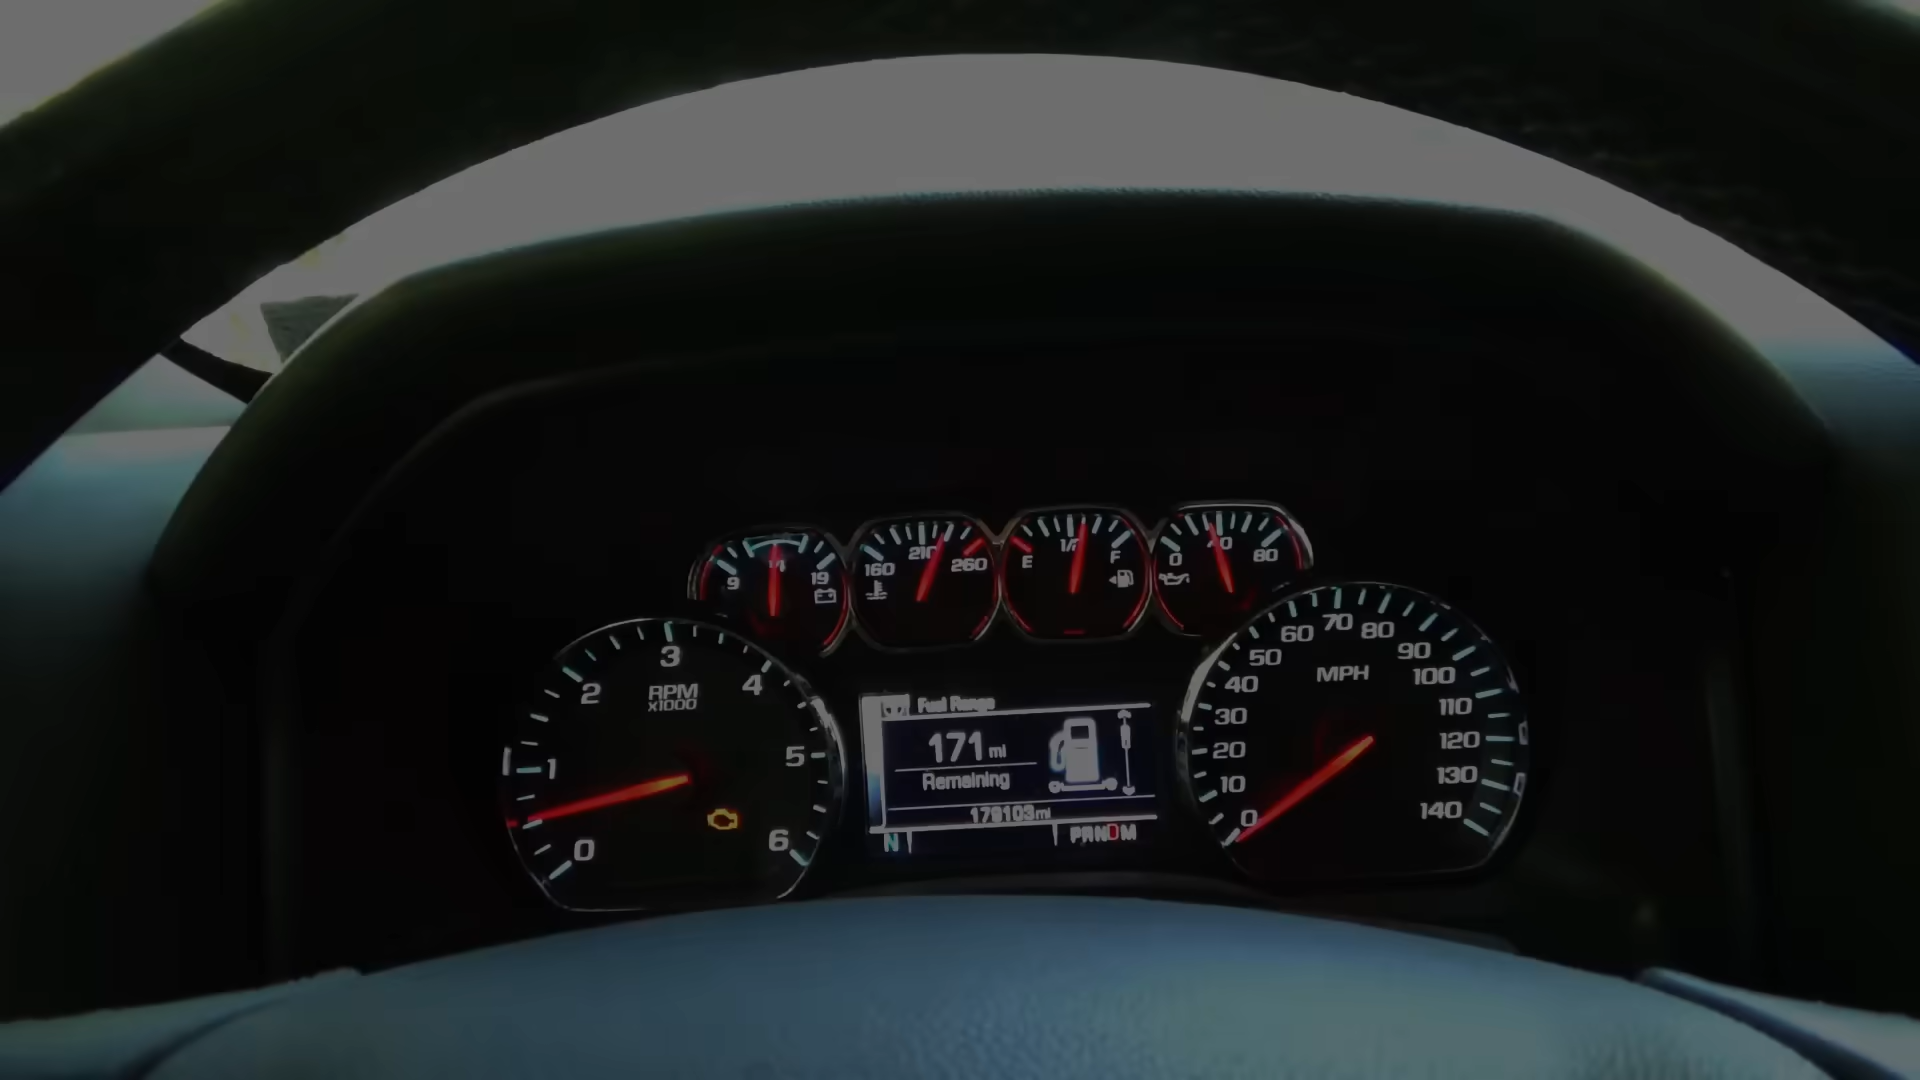 9 14 19
160 210 260
E 1/2 F
0 40 80
0 1 2 3 4 5 6
RPM
x1000
Fuel Range
171 mi
Remaining
179103mi
N
PRNDM
0 10 20 30 40 50 60 70 80 90 100 110 120 130 140
MPH